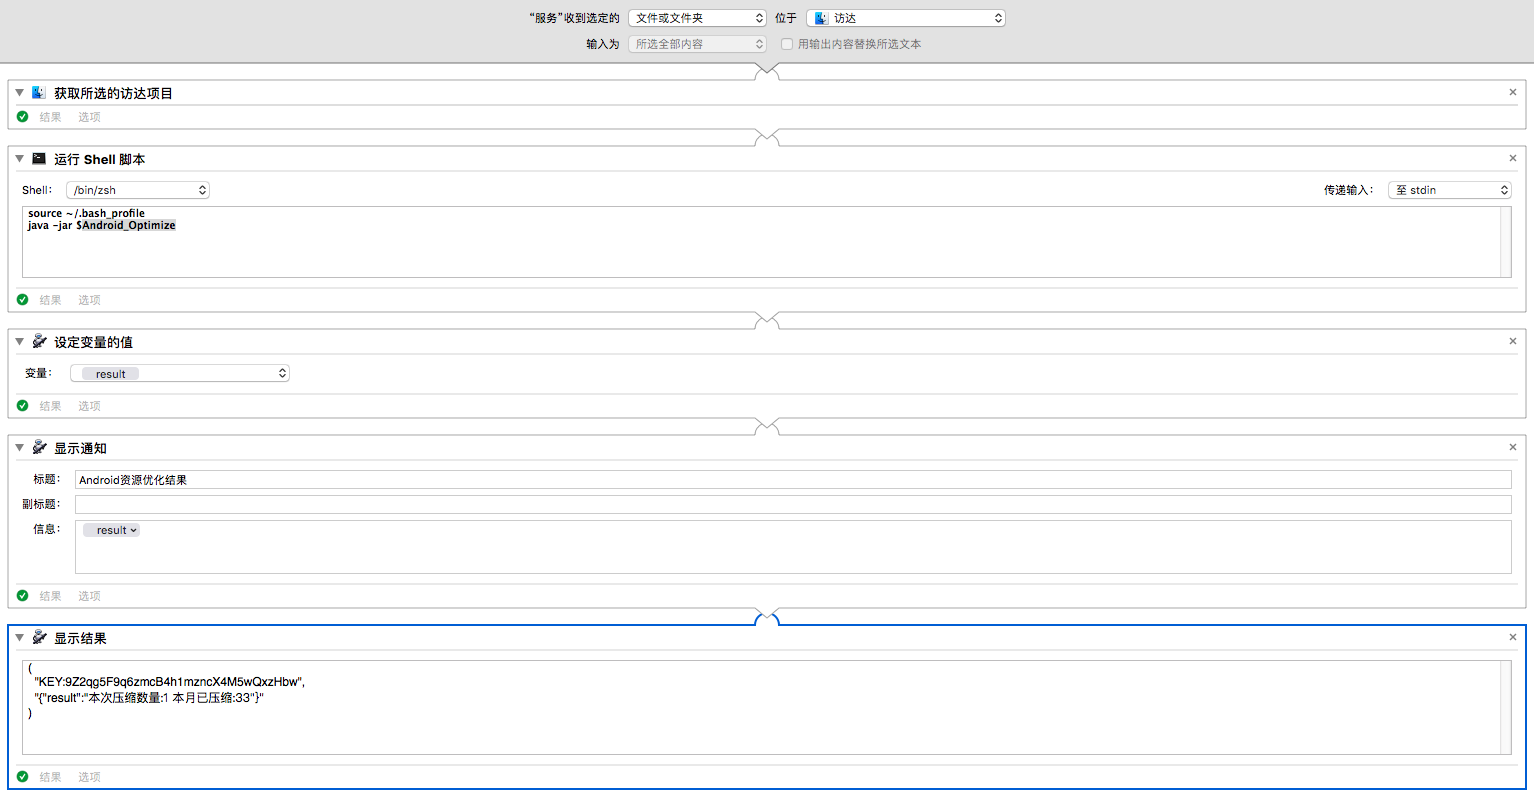 “服务”收到选定的 文件或文件夹 位于 访达
输入为 所选全部内容 用输出内容替换所选文本
获取所选的访达项目
结果 选项
运行 Shell 脚本
Shell: /bin/zsh 传递输入: 至 stdin
source ~/.bash_profile
java -jar $Android_Optimize
结果 选项
设定变量的值
变量: result
结果 选项
显示通知
标题: Android资源优化结果
副标题:
信息: result
结果 选项
显示结果
(
"KEY:9Z2qg5F9q6zmcB4h1mzncX4M5wQxzHbw",
"{"result":"本次压缩数量:1 本月已压缩:33"}"
)
结果 选项